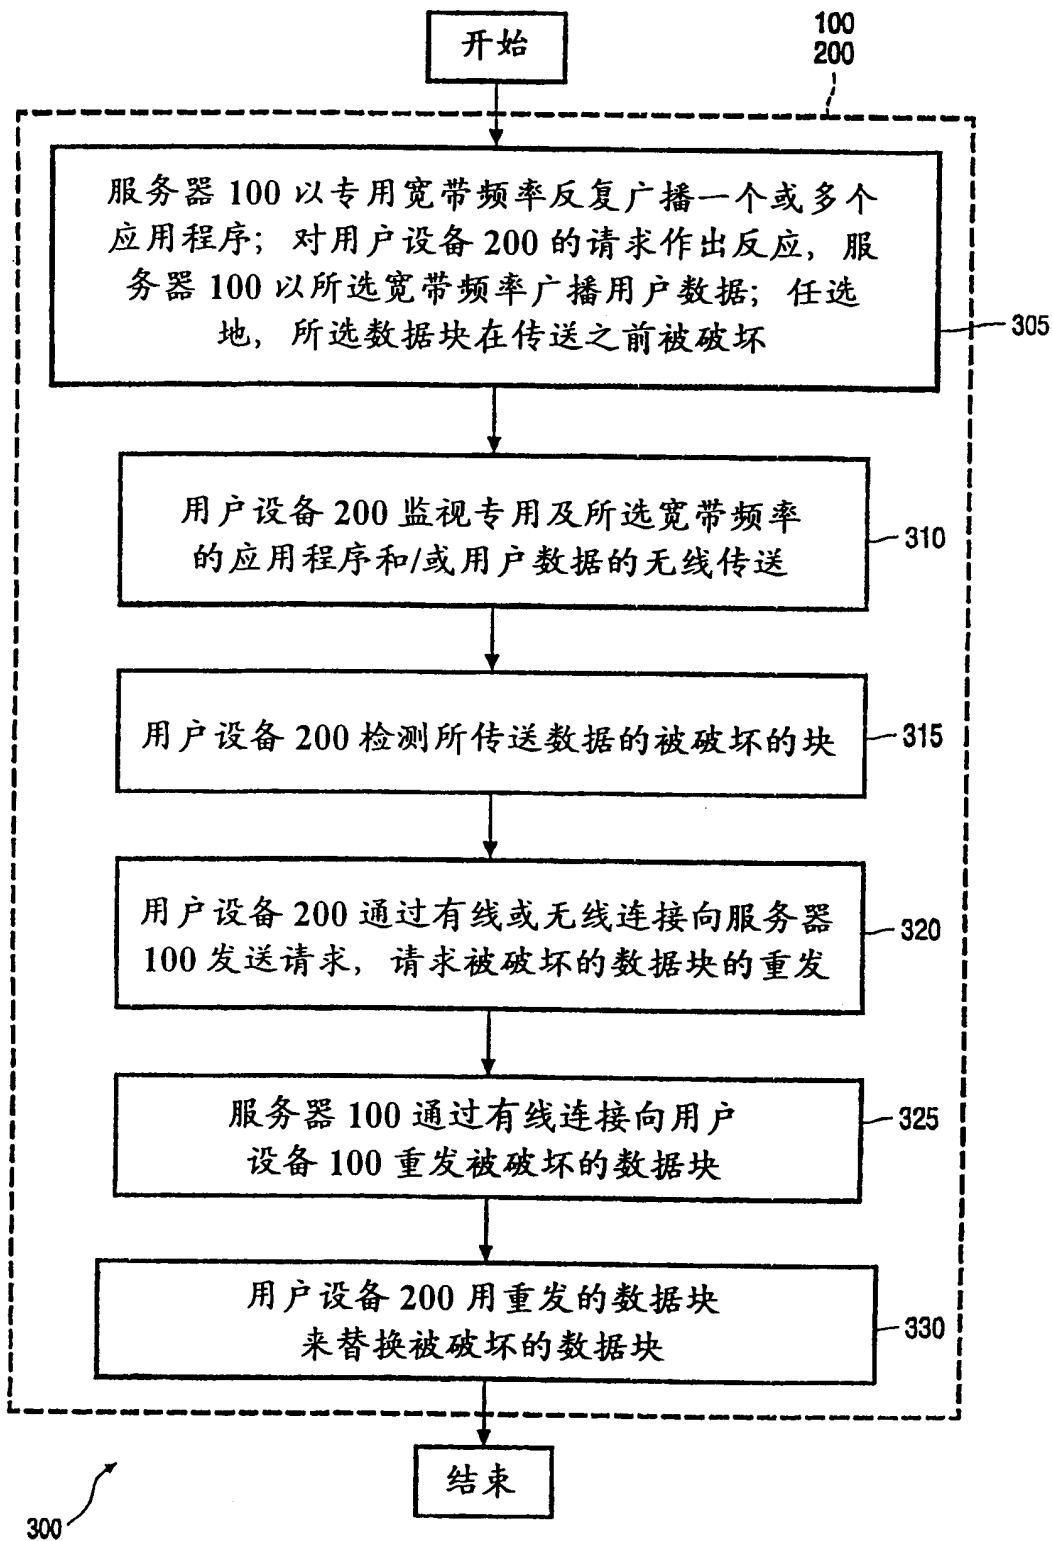 开始
100
200
服务器 100 以专用宽带频率反复广播一个或多个
应用程序；对用户设备 200 的请求作出反应，服
务器 100 以所选宽带频率广播用户数据；任选
地，所选数据块在传送之前被破坏
305
用户设备 200 监视专用及所选宽带频率
的应用程序和/或用户数据的无线传送
310
用户设备 200 检测所传送数据的被破坏的块
315
用户设备 200 通过有线或无线连接向服务器
100 发送请求，请求被破坏的数据块的重发
320
服务器 100 通过有线连接向用户
设备 100 重发被破坏的数据块
325
用户设备 200 用重发的数据块
来替换被破坏的数据块
330
结束
300